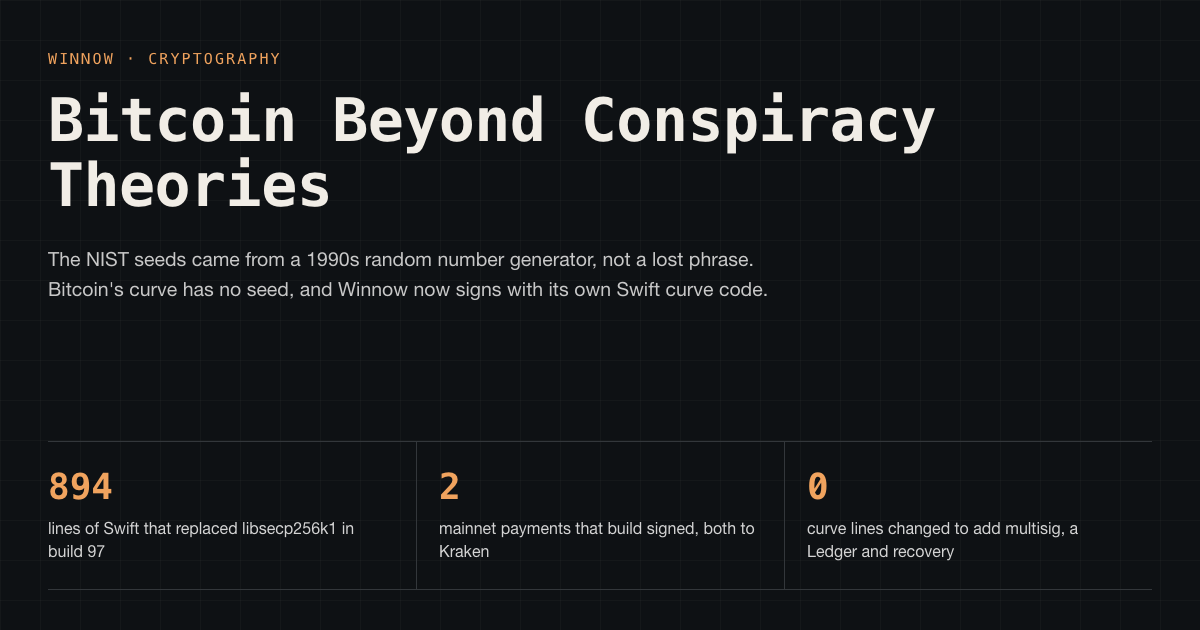 WINNOW · CRYPTOGRAPHY
Bitcoin Beyond Conspiracy
Theories
The NIST seeds came from a 1990s random number generator, not a lost phrase.
Bitcoin's curve has no seed, and Winnow now signs with its own Swift curve code.
894
lines of Swift that replaced libsecp256k1 in
build 97
2
mainnet payments that build signed, both to
Kraken
0
curve lines changed to add multisig, a
Ledger and recovery